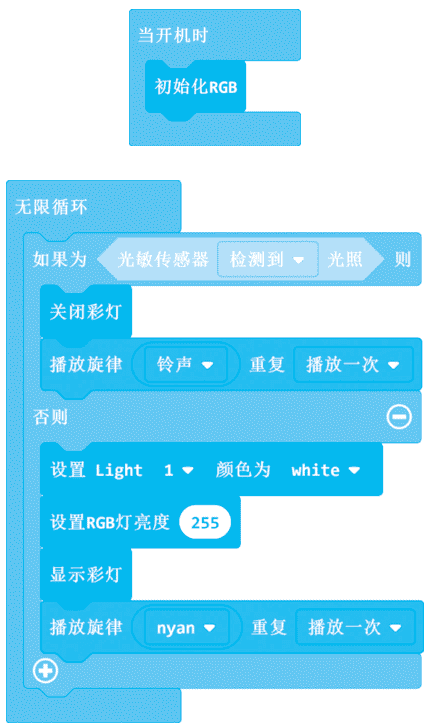 当开机时
初始化RGB
无限循环
如果为 光敏传感器 检测到 光照 则
关闭彩灯
播放旋律 铃声 重复 播放一次
否则
设置 Light 1 颜色为 white
设置RGB灯亮度 255
显示彩灯
播放旋律 nyan 重复 播放一次